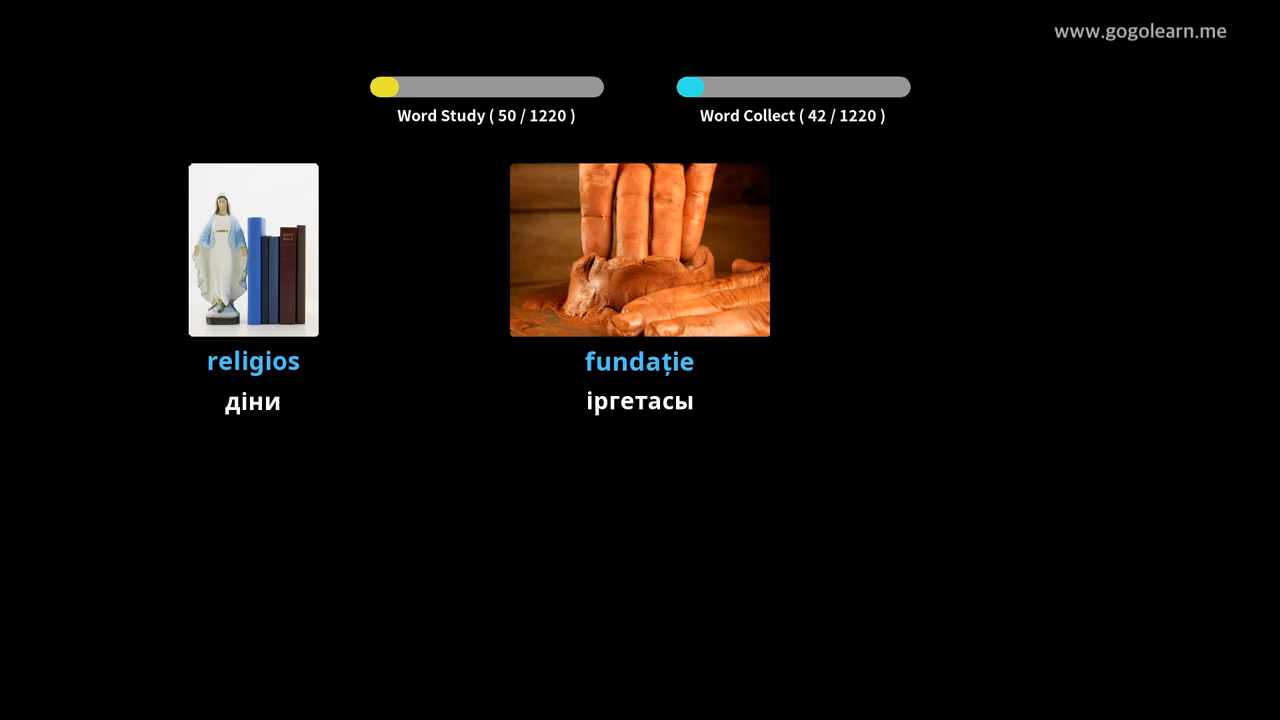 www.gogolearn.me
Word Study ( 50 / 1220 )
Word Collect ( 42 / 1220 )
religios
діни
fundație
іргетасы